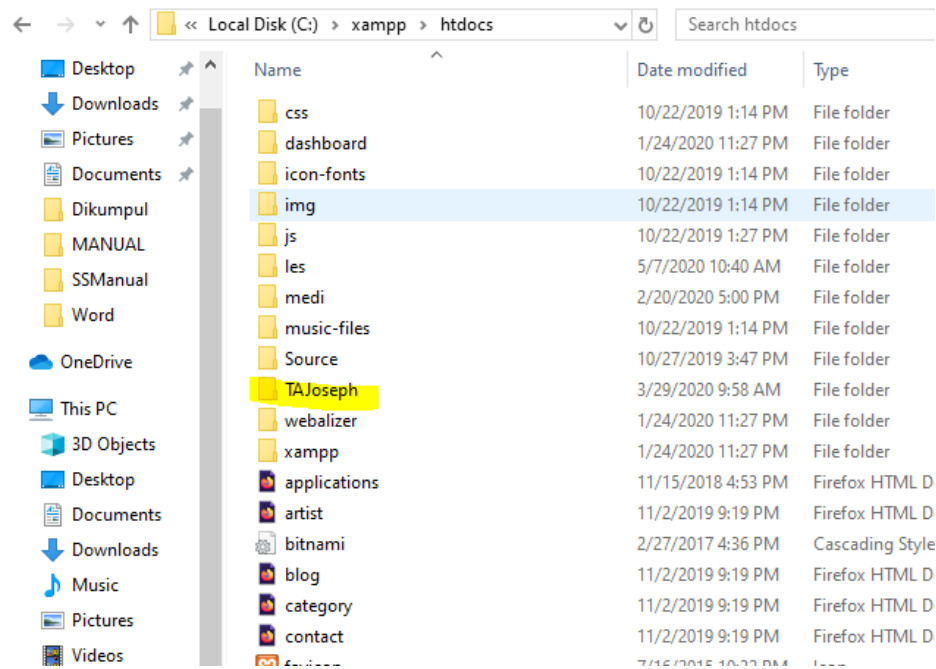 « Local Disk (C:) › xampp › htdocs
Search htdocs
Desktop
Downloads
Pictures
Documents
Dikumpul
MANUAL
SSManual
Word
OneDrive
This PC
3D Objects
Desktop
Documents
Downloads
Music
Pictures
Videos
Name Date modified Type
css 10/22/2019 1:14 PM File folder
dashboard 1/24/2020 11:27 PM File folder
icon-fonts 10/22/2019 1:14 PM File folder
img 10/22/2019 1:14 PM File folder
js 10/22/2019 1:27 PM File folder
les 5/7/2020 10:40 AM File folder
medi 2/20/2020 5:00 PM File folder
music-files 10/22/2019 1:14 PM File folder
Source 10/27/2019 3:47 PM File folder
TAJoseph 3/29/2020 9:58 AM File folder
webalizer 1/24/2020 11:27 PM File folder
xampp 1/24/2020 11:27 PM File folder
applications 11/15/2018 4:53 PM Firefox HTML D
artist 11/2/2019 9:19 PM Firefox HTML D
bitnami 2/27/2017 4:36 PM Cascading Style
blog 11/2/2019 9:19 PM Firefox HTML D
category 11/2/2019 9:19 PM Firefox HTML D
contact 11/2/2019 9:19 PM Firefox HTML D
favicon 7/16/2015 10:32 PM Icon